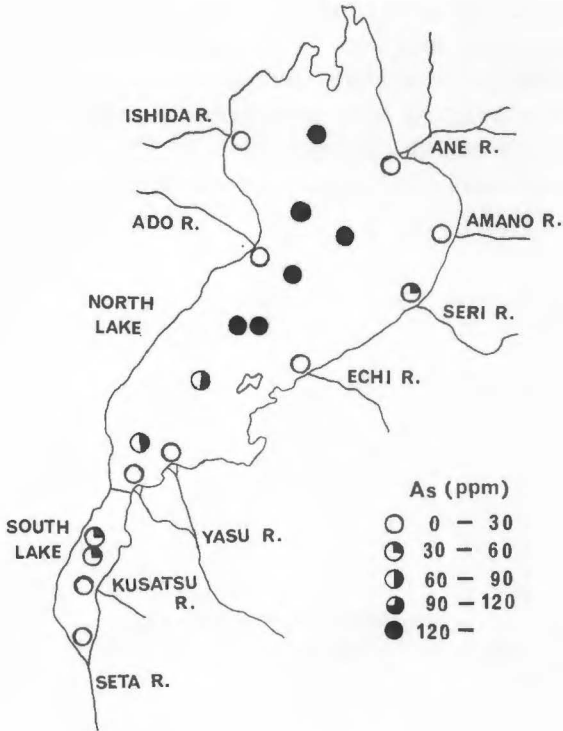 ISHIDA R.
ANE R.
ADO R.
AMANO R.
NORTH
LAKE
SERI R.
ECHI R.
As (ppm)
0 – 30
30 – 60
60 – 90
90 – 120
120 –
SOUTH
LAKE
YASU R.
KUSATSU
R.
SETA R.